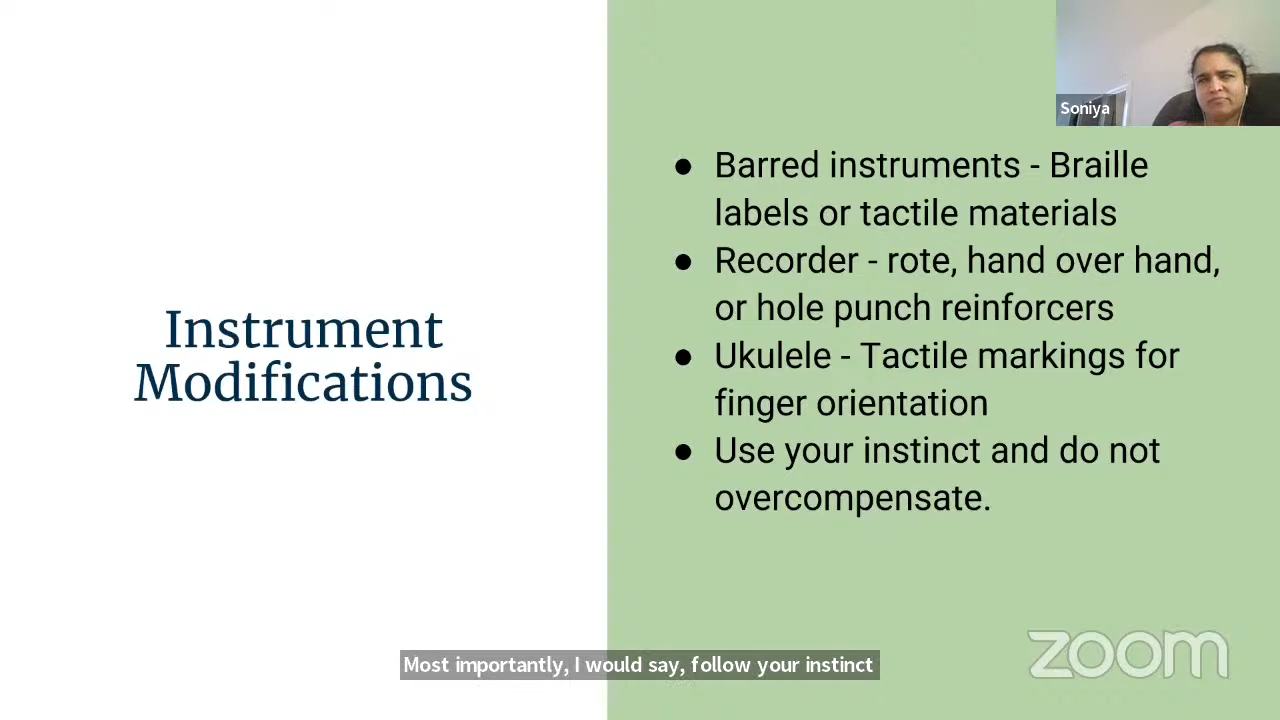 Soniya
Instrument
Modifications
● Barred instruments - Braille
labels or tactile materials
● Recorder - rote, hand over hand,
or hole punch reinforcers
● Ukulele - Tactile markings for
finger orientation
● Use your instinct and do not
overcompensate.
Most importantly, I would say, follow your instinct
zoom